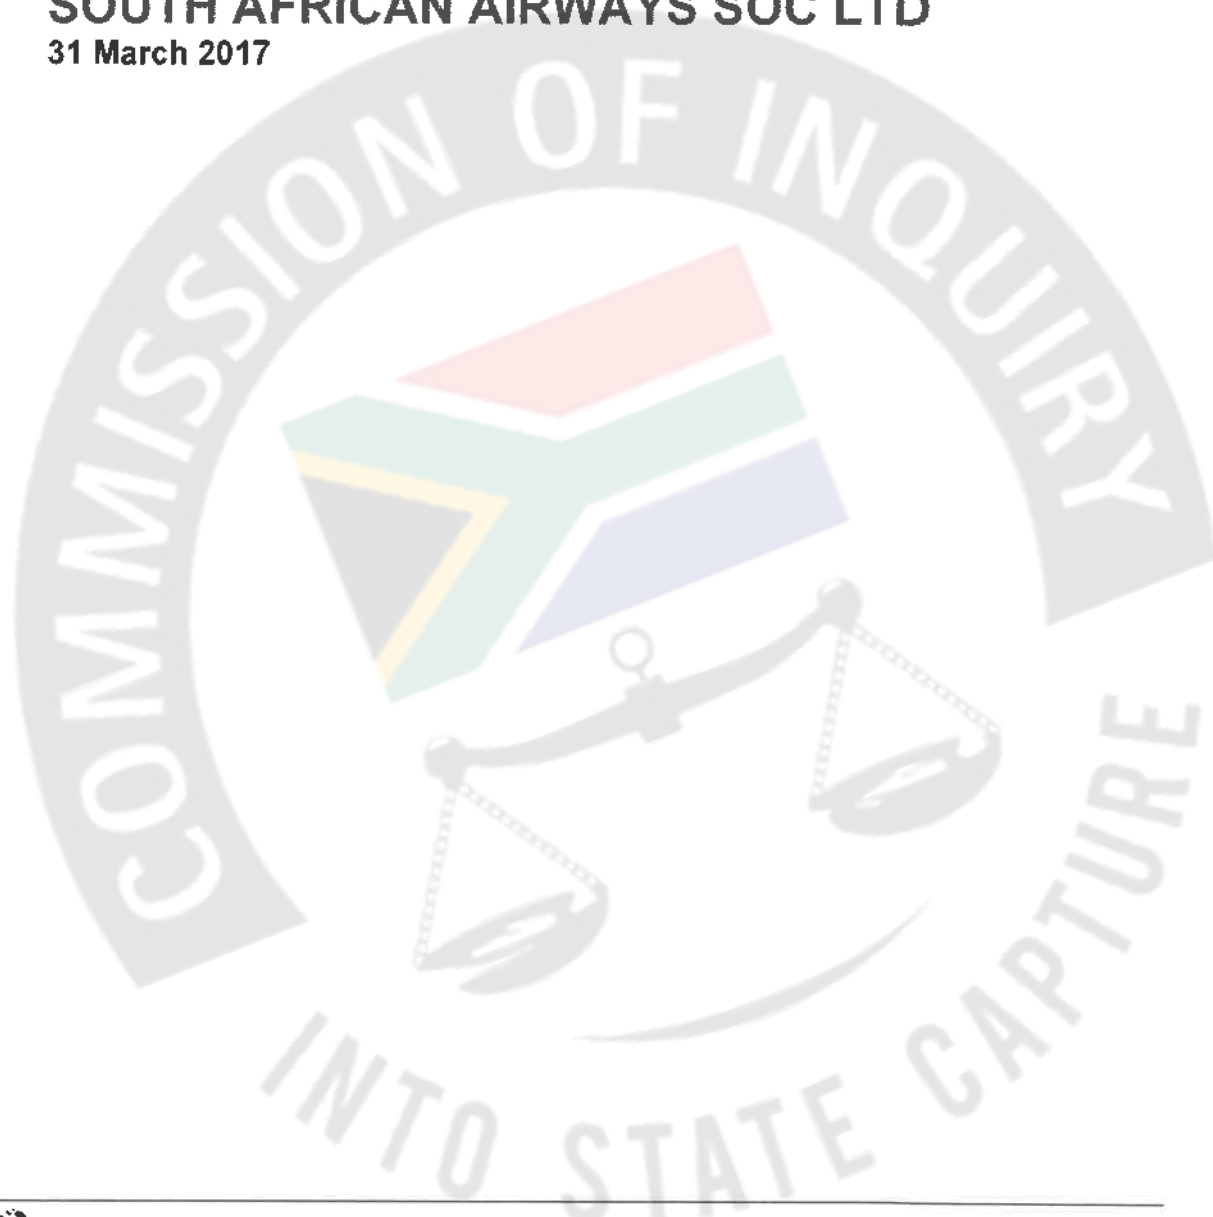 SOUTH AFRICAN AIRWAYS SOC LTD
31 March 2017
COMMISSION OF INQUIRY
INTO STATE CAPTURE